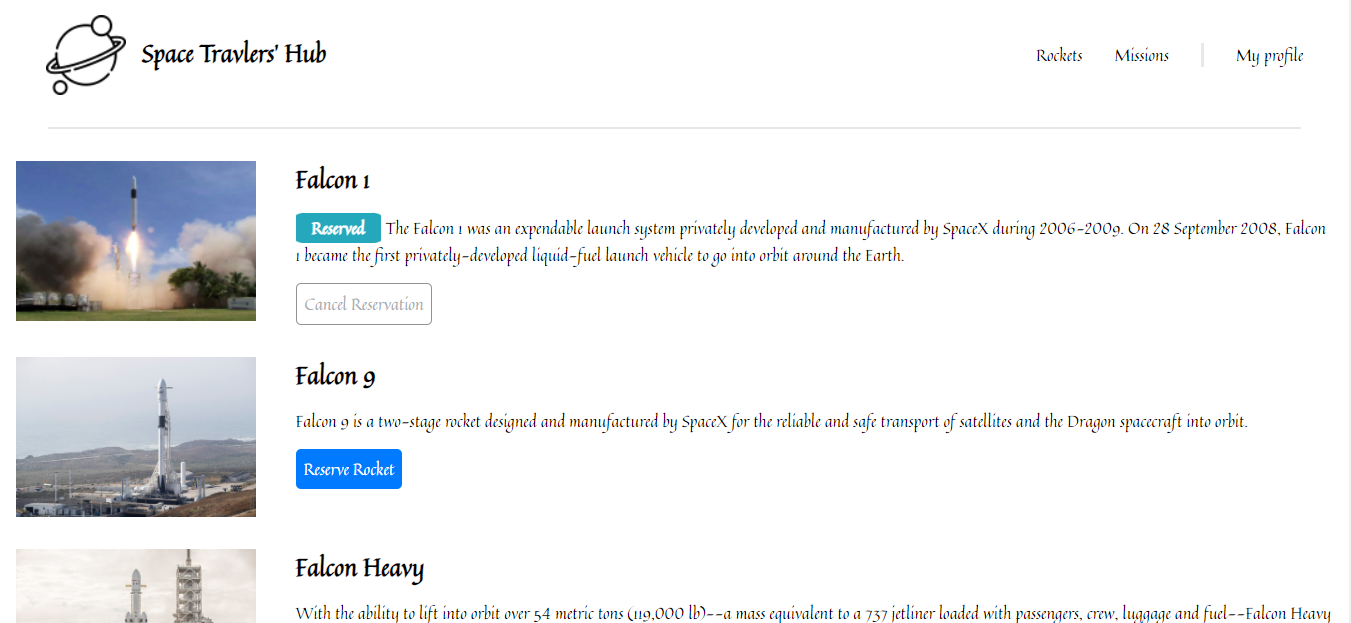 Space Travlers' Hub
Rockets
Missions
My profile
Falcon 1
Reserved The Falcon 1 was an expendable launch system privately developed and manufactured by SpaceX during 2006-2009. On 28 September 2008, Falcon
1 became the first privately-developed liquid-fuel launch vehicle to go into orbit around the Earth.
Cancel Reservation
Falcon 9
Falcon 9 is a two-stage rocket designed and manufactured by SpaceX for the reliable and safe transport of satellites and the Dragon spacecraft into orbit.
Reserve Rocket
Falcon Heavy
With the ability to lift into orbit over 54 metric tons (119,000 lb)--a mass equivalent to a 737 jetliner loaded with passengers, crew, luggage and fuel--Falcon Heavy